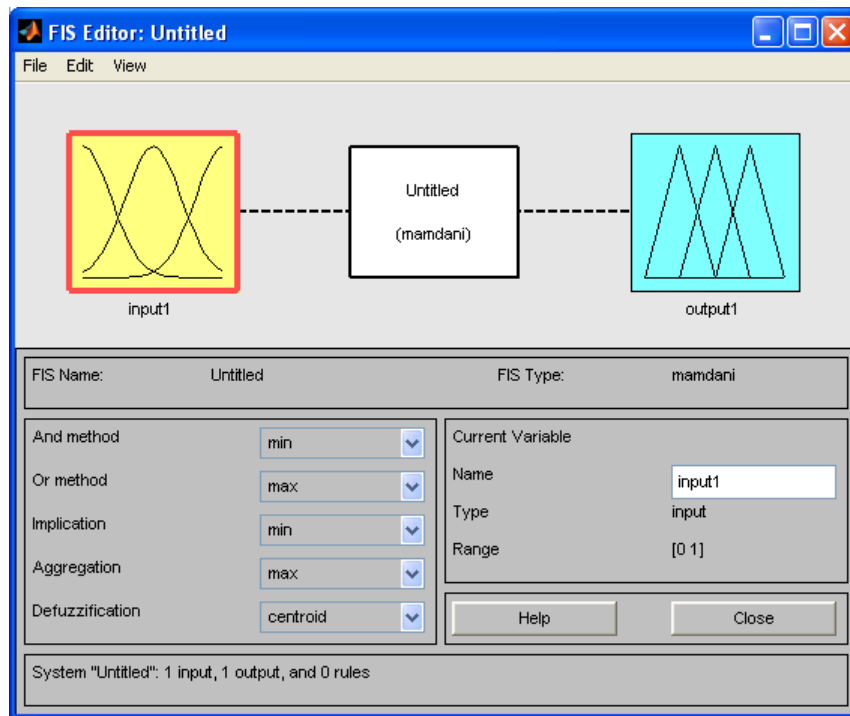 FIS Editor: Untitled
File Edit View
Untitled
(mamdani)
input1
output1
FIS Name: Untitled FIS Type: mamdani
And method min
Or method max
Implication min
Aggregation max
Defuzzification centroid
Current Variable
Name input1
Type input
Range [0 1]
Help Close
System "Untitled": 1 input, 1 output, and 0 rules